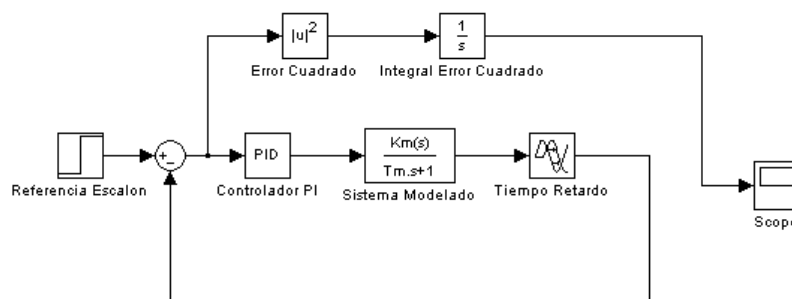 |u|²
1
s
Error Cuadrado
Integral Error Cuadrado
+
−
PID
Km(s)
Tm.s+1
Referencia Escalon
Controlador PI
Sistema Modelado
Tiempo Retardo
Scope